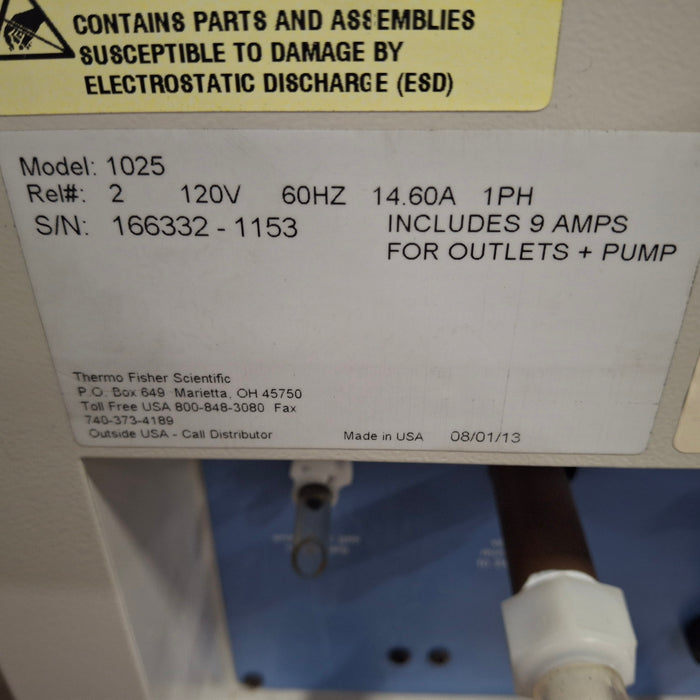 CONTAINS PARTS AND ASSEMBLIES
SUSCEPTIBLE TO DAMAGE BY
ELECTROSTATIC DISCHARGE (ESD)
Model: 1025
Rel#: 2 120V 60HZ 14.60A 1PH
S/N: 166332 - 1153 INCLUDES 9 AMPS
FOR OUTLETS + PUMP
Thermo Fisher Scientific
P.O. Box 649 Marietta, OH 45750
Toll Free USA 800-848-3080 Fax
740-373-4189
Outside USA - Call Distributor Made in USA 08/01/13